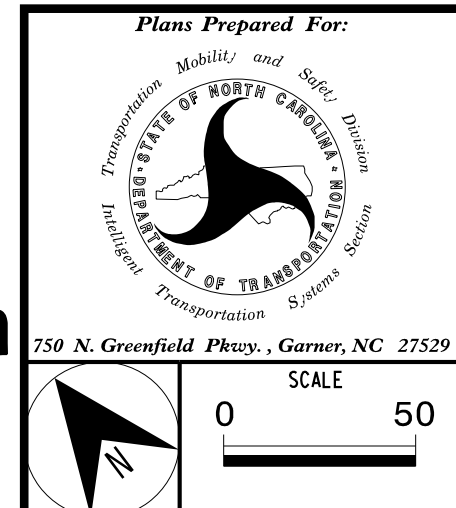 Plans Prepared For:
Transportation Mobility and Safety Division
STATE OF NORTH CAROLINA
DEPARTMENT OF TRANSPORTATION
Intelligent Transportation Systems Section
750 N. Greenfield Pkwy., Garner, NC 27529
SCALE
0 50
N